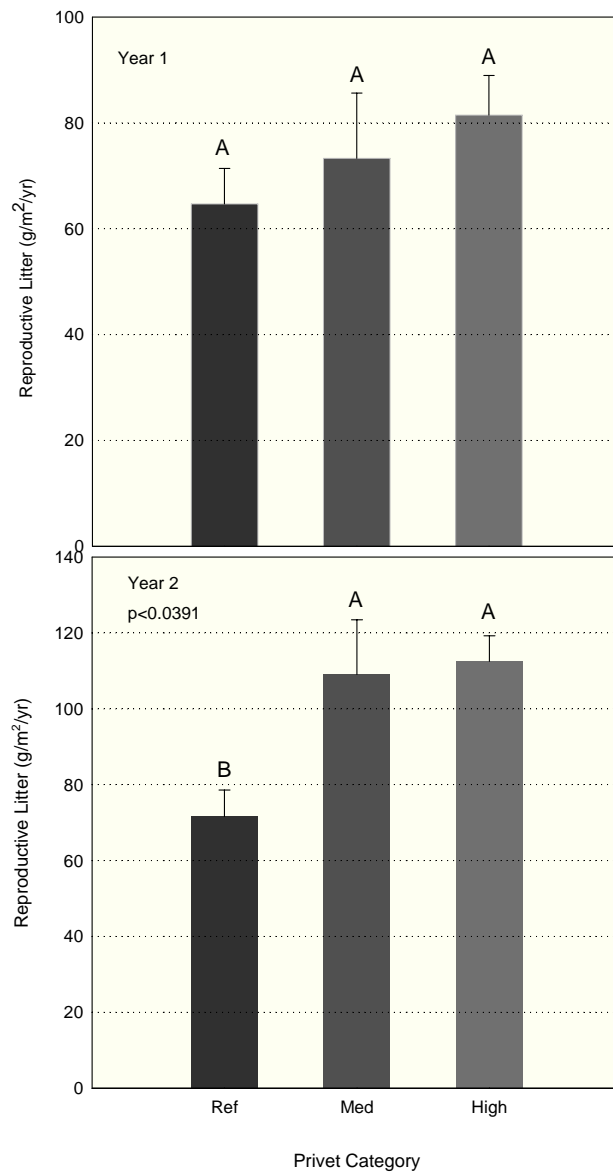 100
Year 1
A
A
A
80
60
40
20
0
Reproductive Litter (g/m²/yr)
140
Year 2
p<0.0391
A
A
120
100
B
80
60
40
20
0
Reproductive Litter (g/m²/yr)
Ref Med High
Privet Category